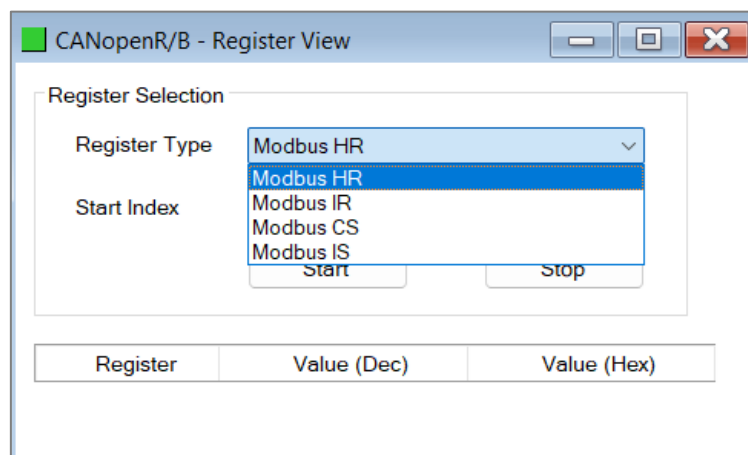 CANopenR/B - Register View
Register Selection
Register Type Modbus HR
Modbus HR
Modbus IR
Start Index
Modbus CS
Modbus IS
Start Stop
Register Value (Dec) Value (Hex)